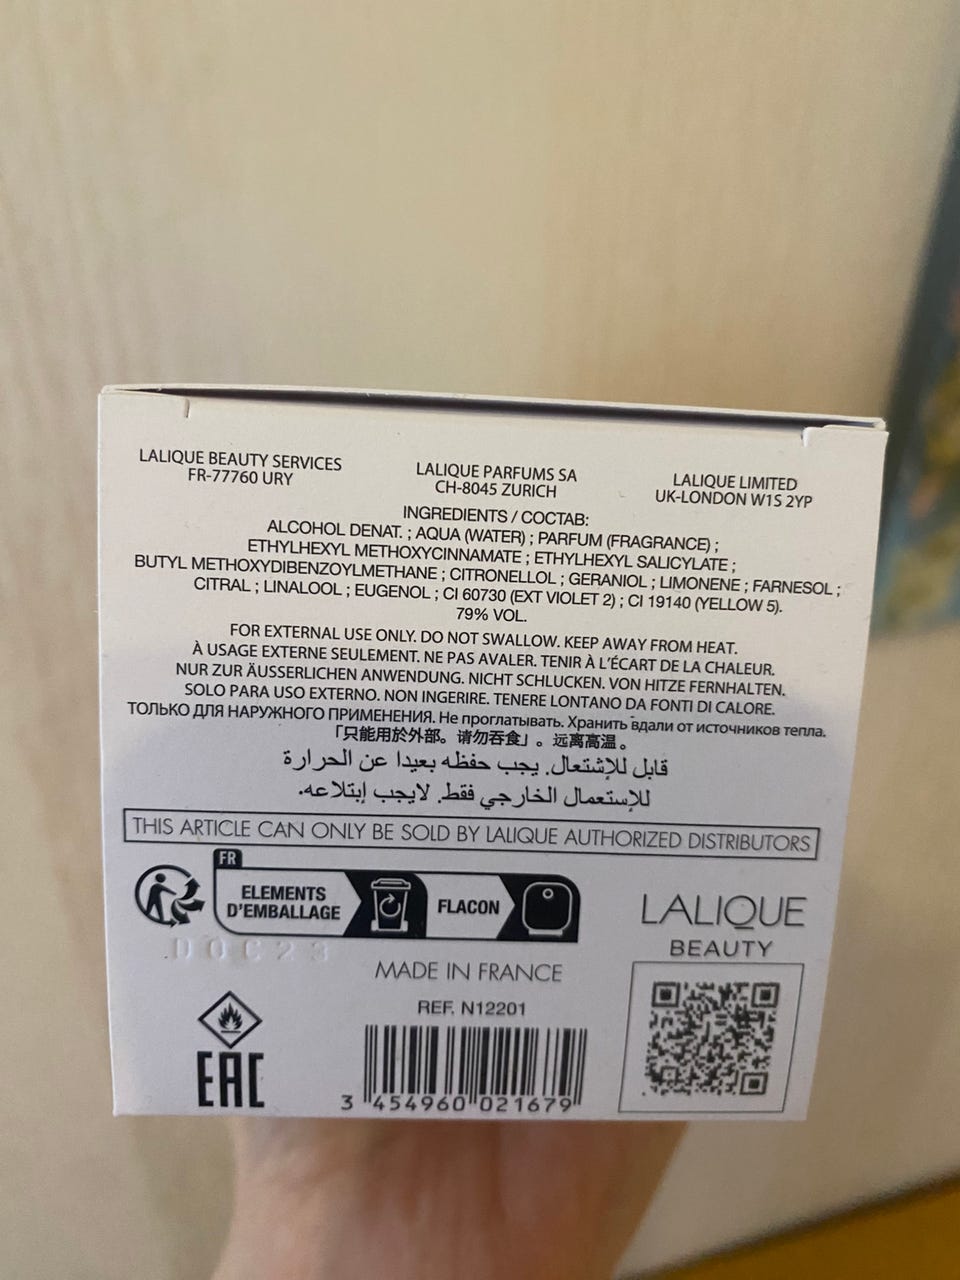 LALIQUE BEAUTY SERVICES
FR-77760 URY
LALIQUE PARFUMS SA
CH-8045 ZURICH
LALIQUE LIMITED
UK-LONDON W1S 2YP
INGREDIENTS / COCTAB:
ALCOHOL DENAT. ; AQUA (WATER) ; PARFUM (FRAGRANCE) ;
ETHYLHEXYL METHOXYCINNAMATE ; ETHYLHEXYL SALICYLATE ;
BUTYL METHOXYDIBENZOYLMETHANE ; CITRONELLOL ; GERANIOL ; LIMONENE ; FARNESOL ;
CITRAL ; LINALOOL ; EUGENOL ; CI 60730 (EXT VIOLET 2) ; CI 19140 (YELLOW 5).
79% VOL.
FOR EXTERNAL USE ONLY. DO NOT SWALLOW. KEEP AWAY FROM HEAT.
À USAGE EXTERNE SEULEMENT. NE PAS AVALER. TENIR À L'ÉCART DE LA CHALEUR.
NUR ZUR ÄUSSERLICHEN ANWENDUNG. NICHT SCHLUCKEN. VON HITZE FERNHALTEN.
SOLO PARA USO EXTERNO. NON INGERIRE. TENERE LONTANO DA FONTI DI CALORE.
ТОЛЬКО ДЛЯ НАРУЖНОГО ПРИМЕНЕНИЯ. Не проглатывать. Хранить вдали от источников тепла.
「只能用於外部。请勿吞食」。远离高温。
قابل للإشتعال. يجب حفظه بعيدا عن الحرارة
للإستعمال الخارجي فقط. لايجب إبتلاعه.
THIS ARTICLE CAN ONLY BE SOLD BY LALIQUE AUTHORIZED DISTRIBUTORS
FR
ELEMENTS
D'EMBALLAGE
FLACON
LALIQUE
BEAUTY
DOC23
MADE IN FRANCE
REF. N12201
EAC
3 454960 021679